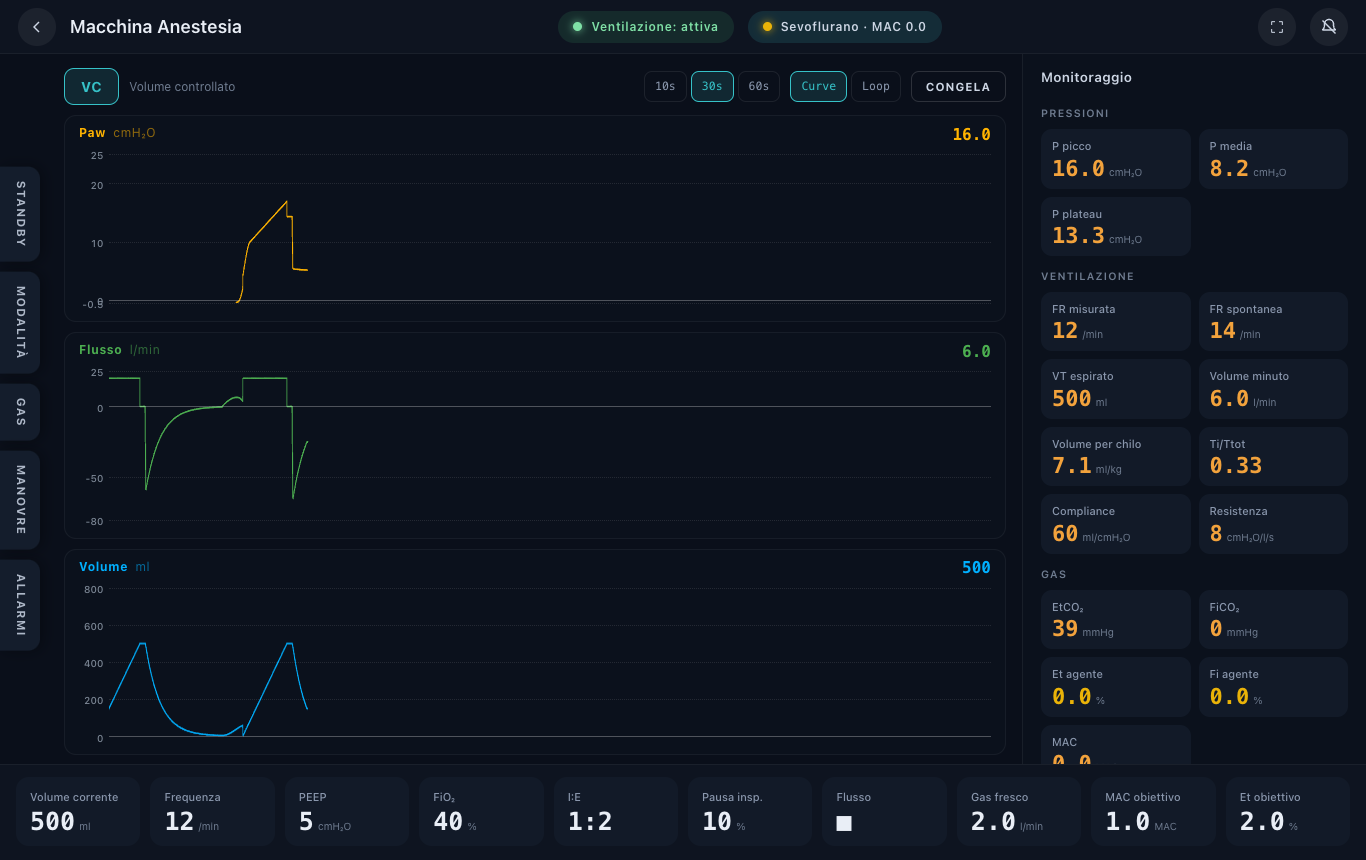 Macchina Anestesia
Ventilazione: attiva
Sevoflurano · MAC 0.0
VC
Volume controllato
10s
30s
60s
Curve
Loop
CONGELA
STANDBY
MODALITÀ
GAS
MANOVRE
ALLARMI
Paw cmH₂O
16.0
25
20
10
0
-0.9
Flusso l/min
6.0
25
0
-50
-80
Volume ml
500
800
600
400
200
0
Monitoraggio
PRESSIONI
P picco
16.0 cmH₂O
P media
8.2 cmH₂O
P plateau
13.3 cmH₂O
VENTILAZIONE
FR misurata
12 /min
FR spontanea
14 /min
VT espirato
500 ml
Volume minuto
6.0 l/min
Volume per chilo
7.1 ml/kg
Ti/Ttot
0.33
Compliance
60 ml/cmH₂O
Resistenza
8 cmH₂O/l/s
GAS
EtCO₂
39 mmHg
FiCO₂
0 mmHg
Et agente
0.0 %
Fi agente
0.0 %
MAC
0.0
Volume corrente
500 ml
Frequenza
12 /min
PEEP
5 cmH₂O
FiO₂
40 %
I:E
1:2
Pausa insp.
10 %
Flusso
■
Gas fresco
2.0 l/min
MAC obiettivo
1.0 MAC
Et obiettivo
2.0 %